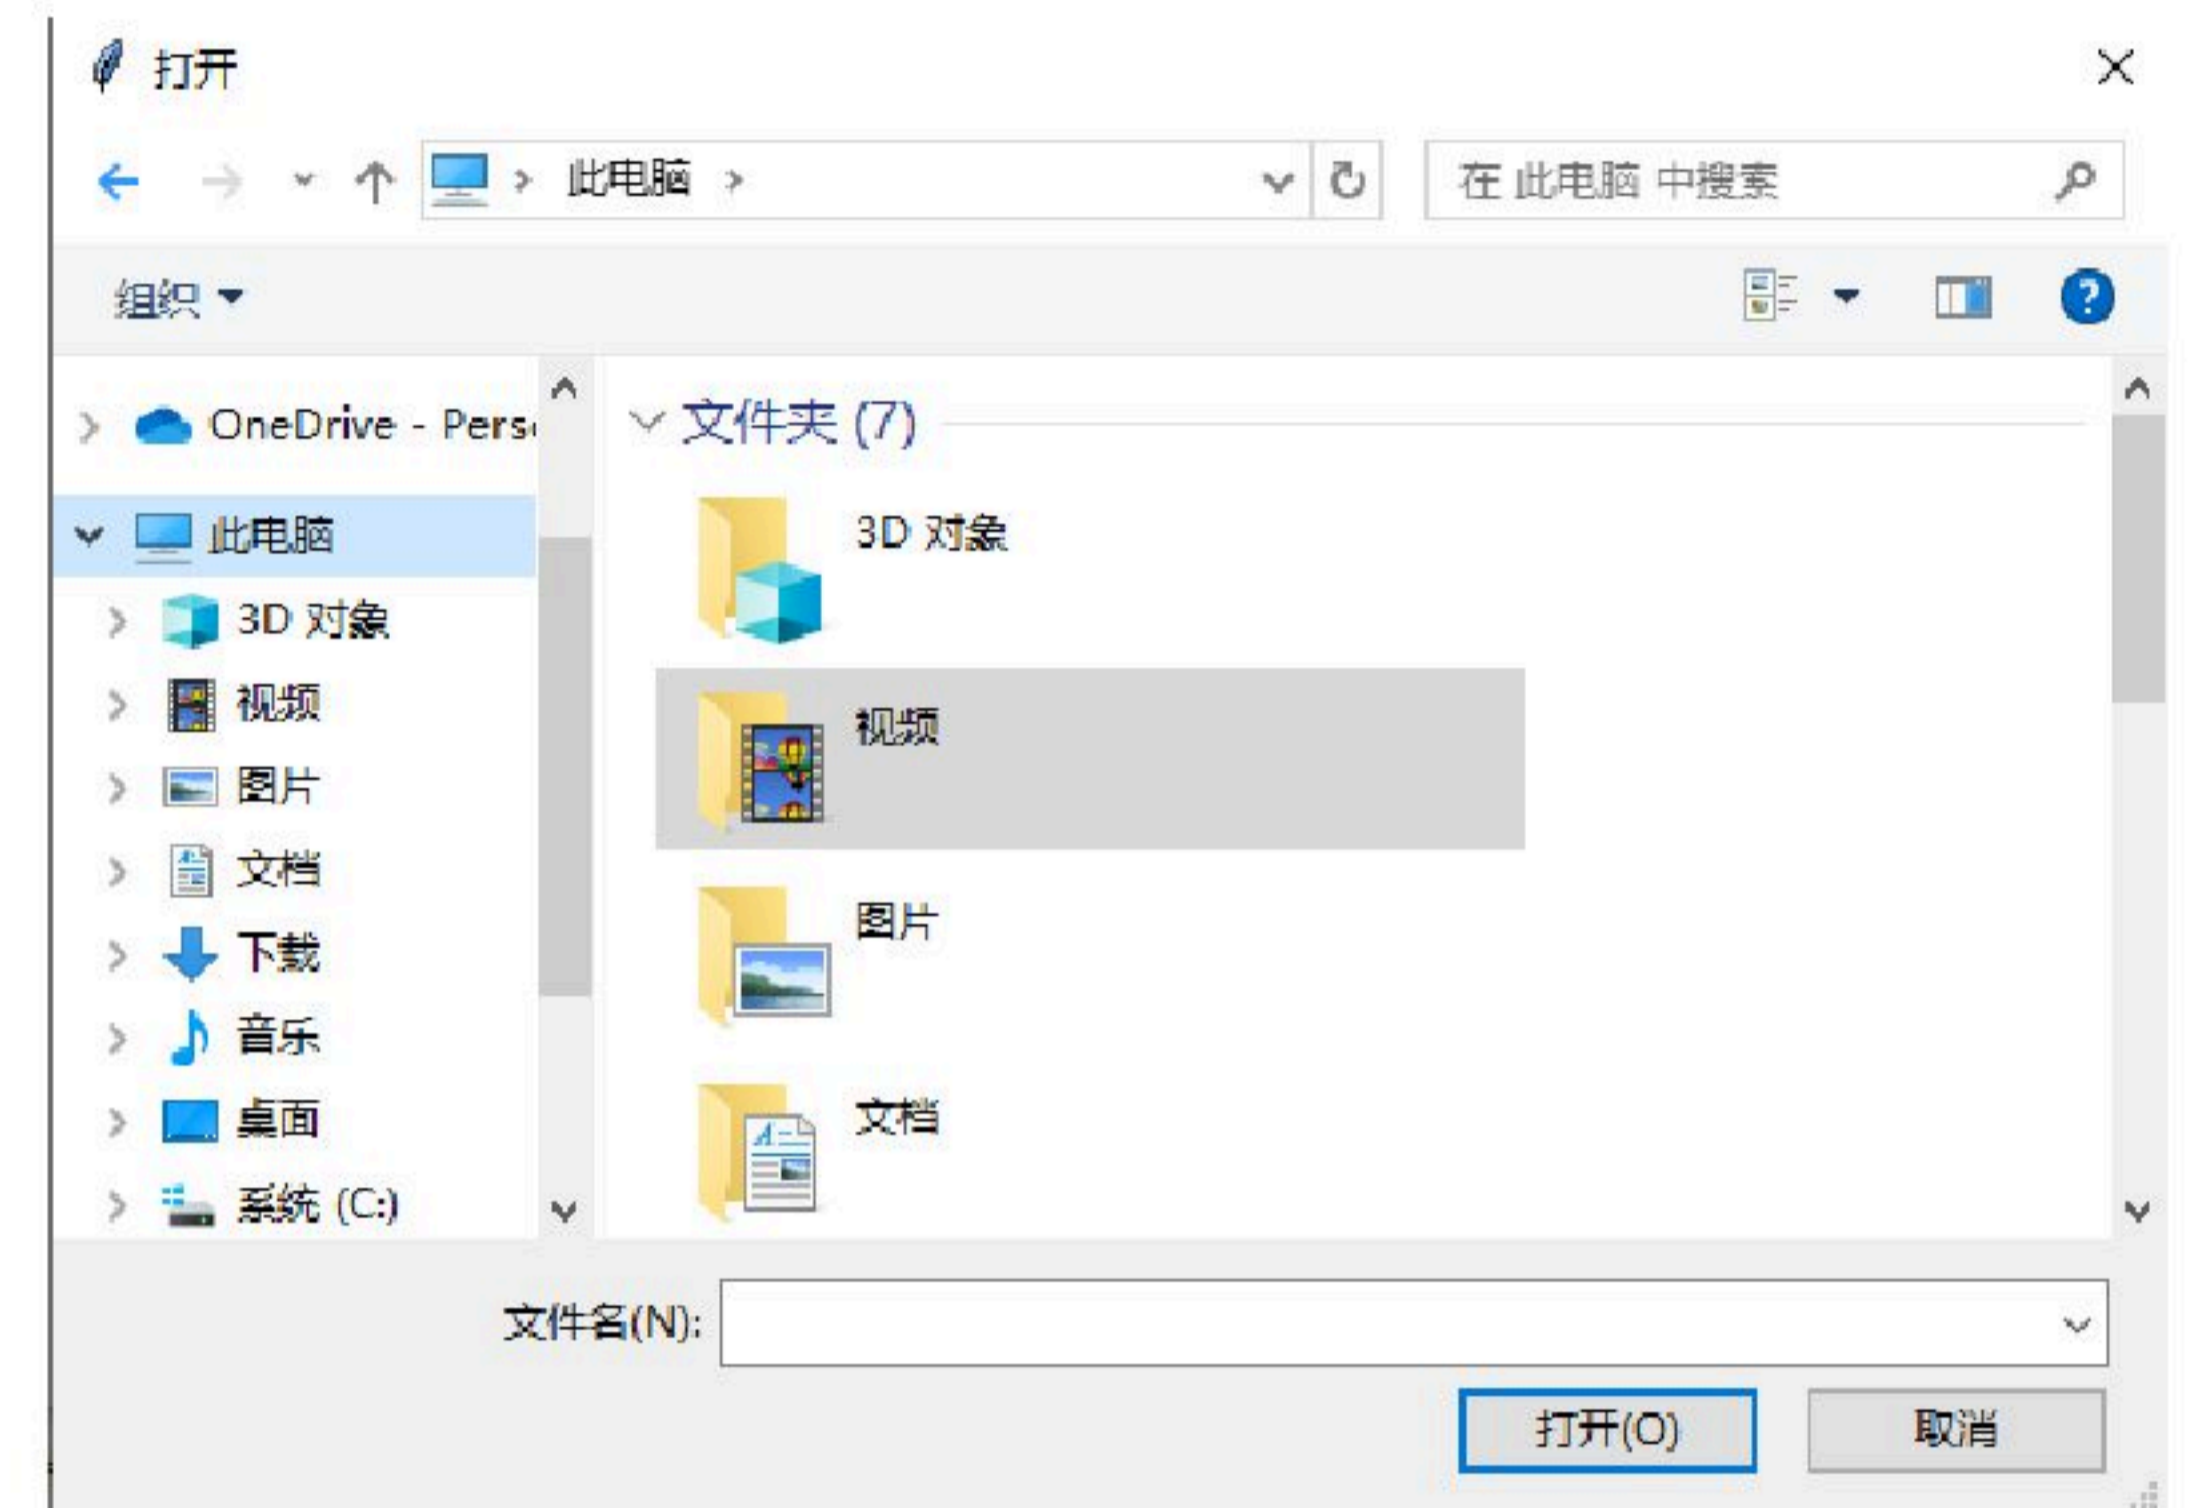 打开
此电脑
在 此电脑 中搜索
组织
OneDrive - Pers
此电脑
3D 对象
视频
图片
文档
下载
音乐
桌面
系统 (C:)
文件夹 (7)
3D 对象
视频
图片
文档
文件名(N):
打开(O)
取消